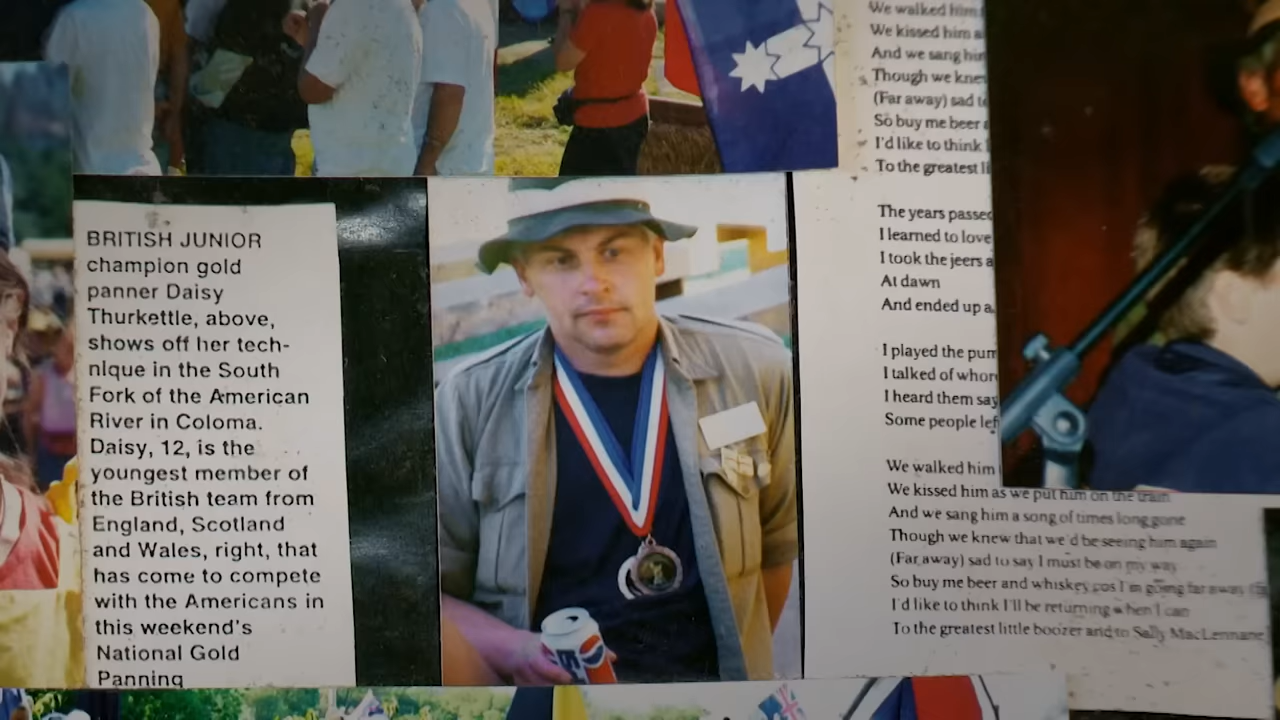 BRITISH JUNIOR
champion gold
panner Daisy
Thurkettle, above,
shows off her tech-
nique in the South
Fork of the American
River in Coloma.
Daisy, 12, is the
youngest member of
the British team from
England, Scotland
and Wales, right, that
has come to compete
with the Americans in
this weekend's
National Gold
Panning
We walked him
We kissed him
And we sang him
Though we knew
(Far away) sad
So buy me beer
I'd like to think
To the greatest
The years passed
I learned to love
I took the jeers
At dawn
And ended up
I played the
I talked of
I heard them say
Some people
We walked him
We kissed him as we put him on the train
And we sang him a song of times long gone
Though we knew that we'd be seeing him again
(Far away) sad to say I must be on my way
So buy me beer and whiskey cos I'm going far away
I'd like to think I'll be returning when I can
To the greatest little boozer and to Sally MacLennane